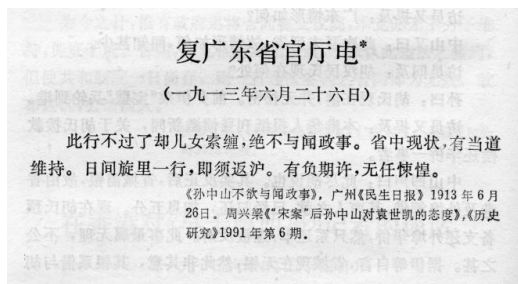 复广东省官厅电*
(一九一三年六月二十六日)
此行不过了却儿女索缠,绝不与闻政事。省中现状,有当道
维持。日间旋里一行,即须返沪。有负期许,无任悚惶。
《孙中山不欲与闻政事》,广州《民生日报》1913年6月
26日。周兴梁《“宋案”后孙中山对袁世凯的态度》,《历史
研究》1991年第6期。